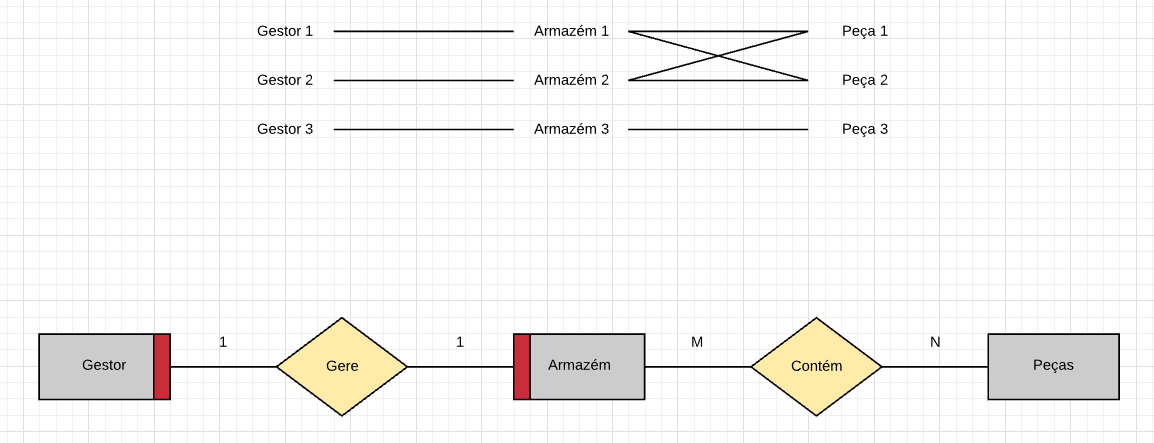 Gestor 1 Armazém 1 Peça 1
Gestor 2 Armazém 2 Peça 2
Gestor 3 Armazém 3 Peça 3
1 1 M N
Gestor Gere Armazém Contém Peças